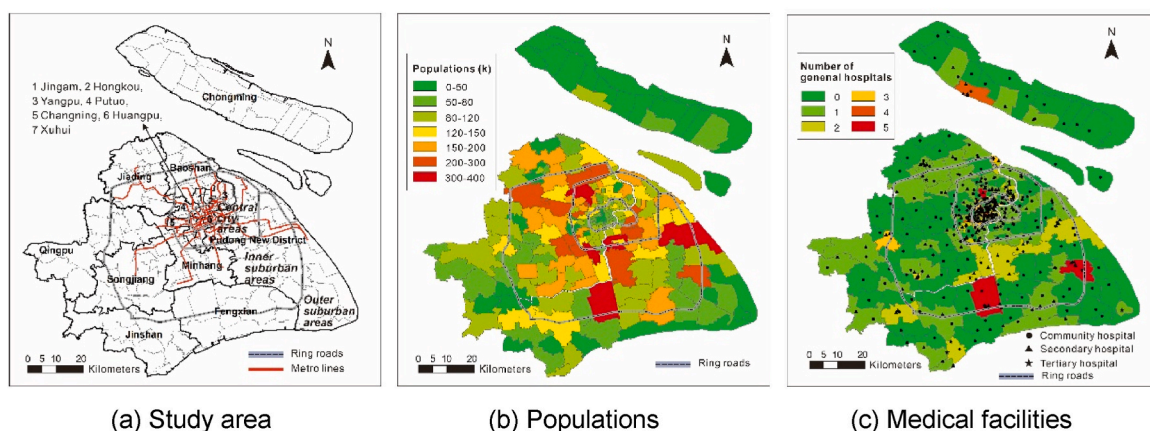 N
1 Jingam, 2 Hongkou,
3 Yangpu, 4 Putuo,
5 Changning, 6 Huangpu,
7 Xuhui
Chongming
Baoshan
Jiading
Central
city
areas
Pudong New District
Qingpu
Inner
suburban
areas
Minhang
Songjiang
Outer
suburban
areas
Fengxian
Jinshan
0 5 10 20
Kilometers
Ring roads
Metro lines
(a) Study area
N
Populations (k)
0-50
50-80
80-120
120-150
150-200
200-300
300-400
0 5 10 20
Kilometers
Ring roads
(b) Populations
N
Number of
genenal hospitals
0 3
1 4
2 5
Community hospital
Secondary hospital
Tertiary hospital
Ring roads
0 5 10 20
Kilometers
(c) Medical facilities